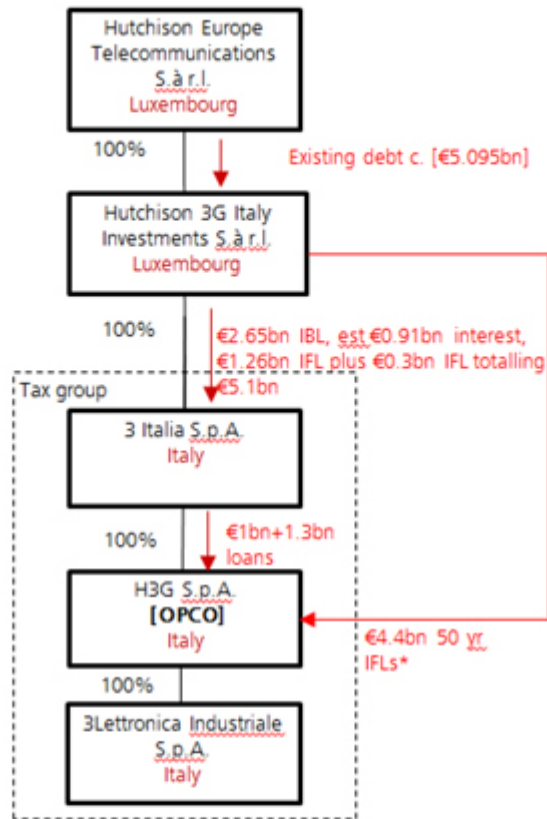 Hutchison Europe
Telecommunications
S.à r.l.
Luxembourg
100%
Existing debt c. [€5.095bn]
Hutchison 3G Italy
Investments S.à r.l.
Luxembourg
100%
€2.65bn IBL, est €0.91bn interest,
€1.26bn IFL plus €0.3bn IFL totalling
€5.1bn
Tax group
3 Italia S.p.A.
Italy
100%
€1bn+1.3bn
loans
H3G S.p.A.
[OPCO]
Italy
€4.4bn 50 yr
IFLs*
100%
3Lettronica Industriale
S.p.A.
Italy